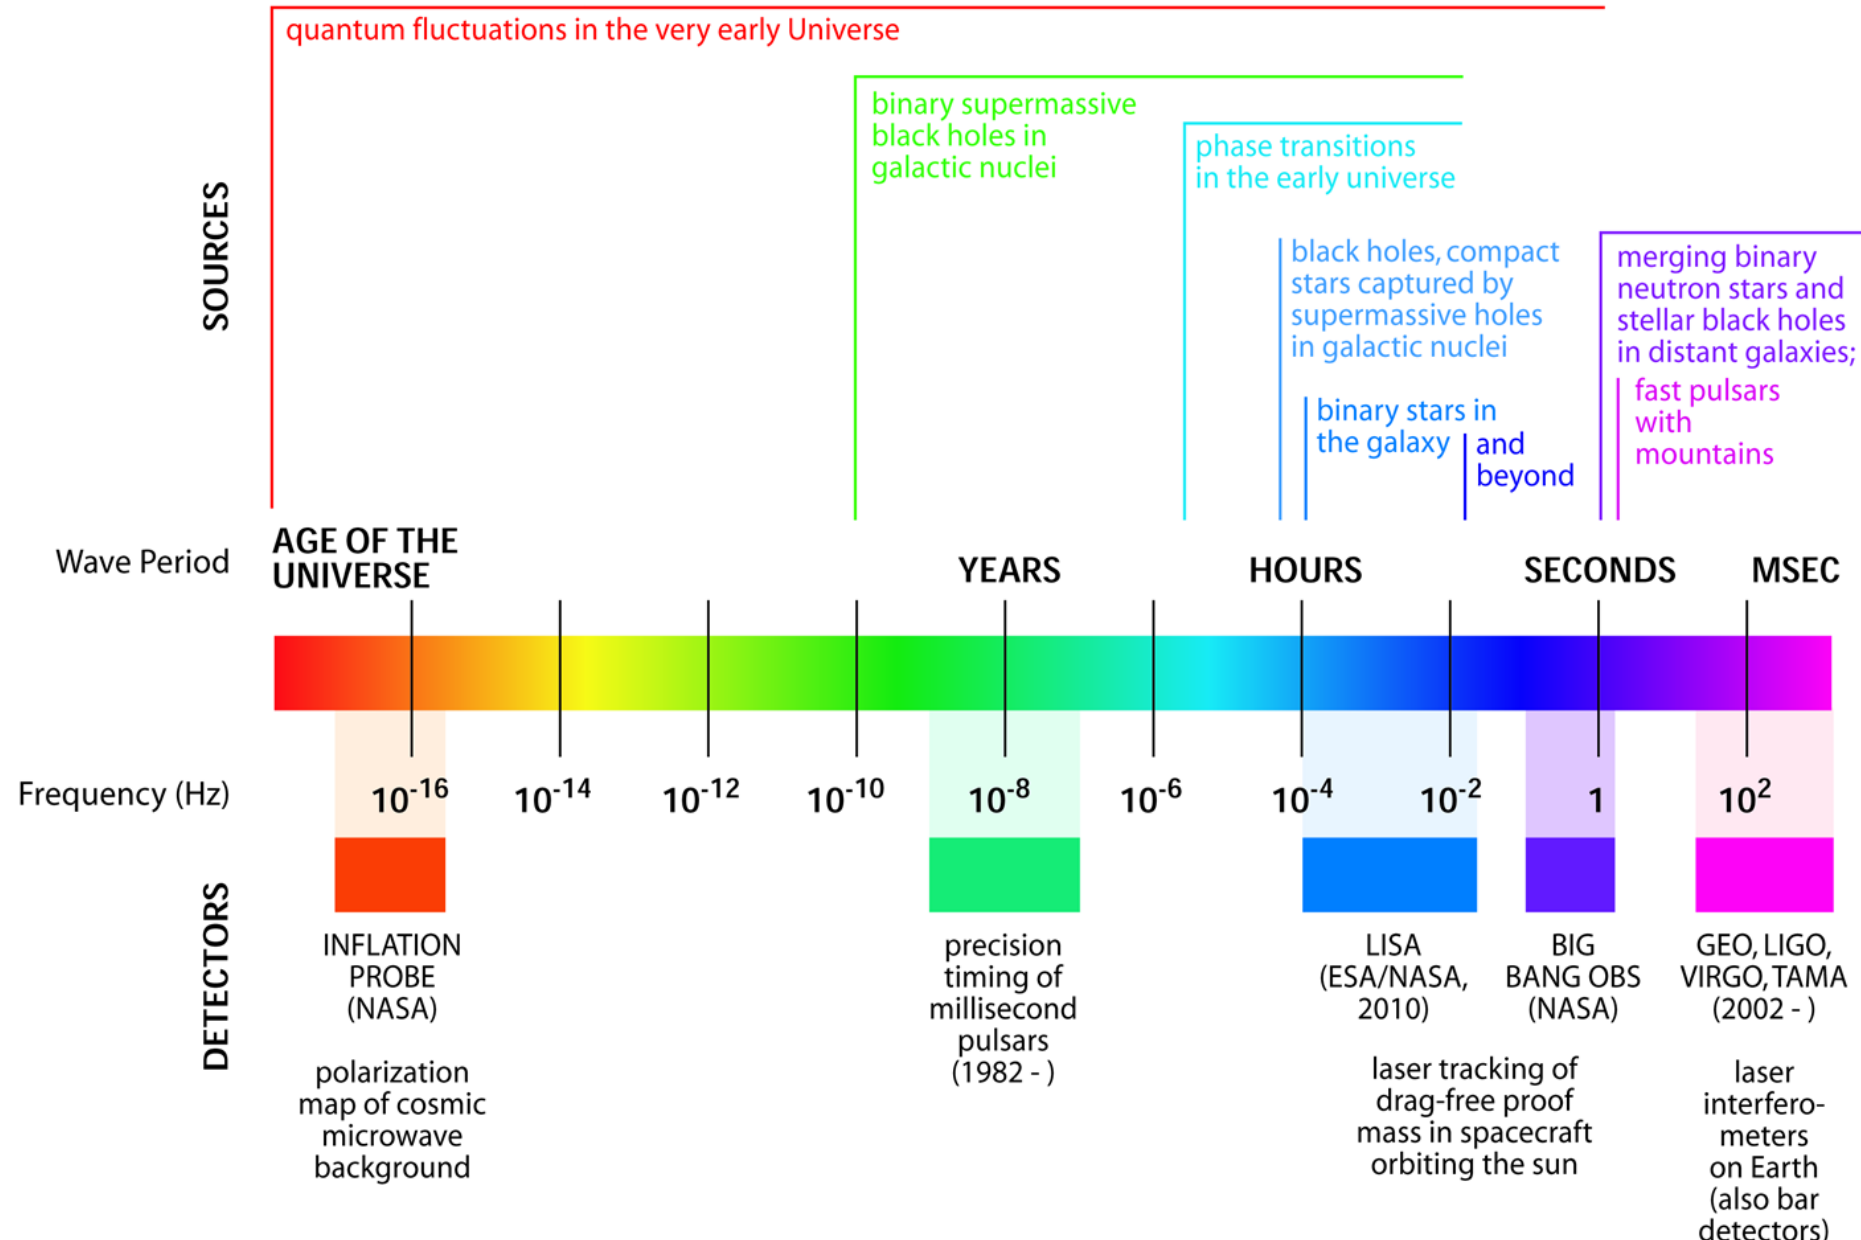 quantum fluctuations in the very early Universe
binary supermassive
black holes in
galactic nuclei
phase transitions
in the early universe
SOURCES
black holes, compact
stars captured by
supermassive holes
in galactic nuclei
merging binary
neutron stars and
stellar black holes
in distant galaxies;
fast pulsars
with
mountains
binary stars in
the galaxy
and
beyond
Wave Period
AGE OF THE
UNIVERSE
YEARS
HOURS
SECONDS
MSEC
Frequency (Hz)
10⁻¹⁶
10⁻¹⁴
10⁻¹²
10⁻¹⁰
10⁻⁸
10⁻⁶
10⁻⁴
10⁻²
1
10²
DETECTORS
INFLATION
PROBE
(NASA)
polarization
map of cosmic
microwave
background
precision
timing of
millisecond
pulsars
(1982 - )
LISA
(ESA/NASA,
2010)
BIG
BANG OBS
(NASA)
laser tracking of
drag-free proof
mass in spacecraft
orbiting the sun
GEO, LIGO,
VIRGO, TAMA
(2002 - )
laser
interfero-
meters
on Earth
(also bar
detectors)